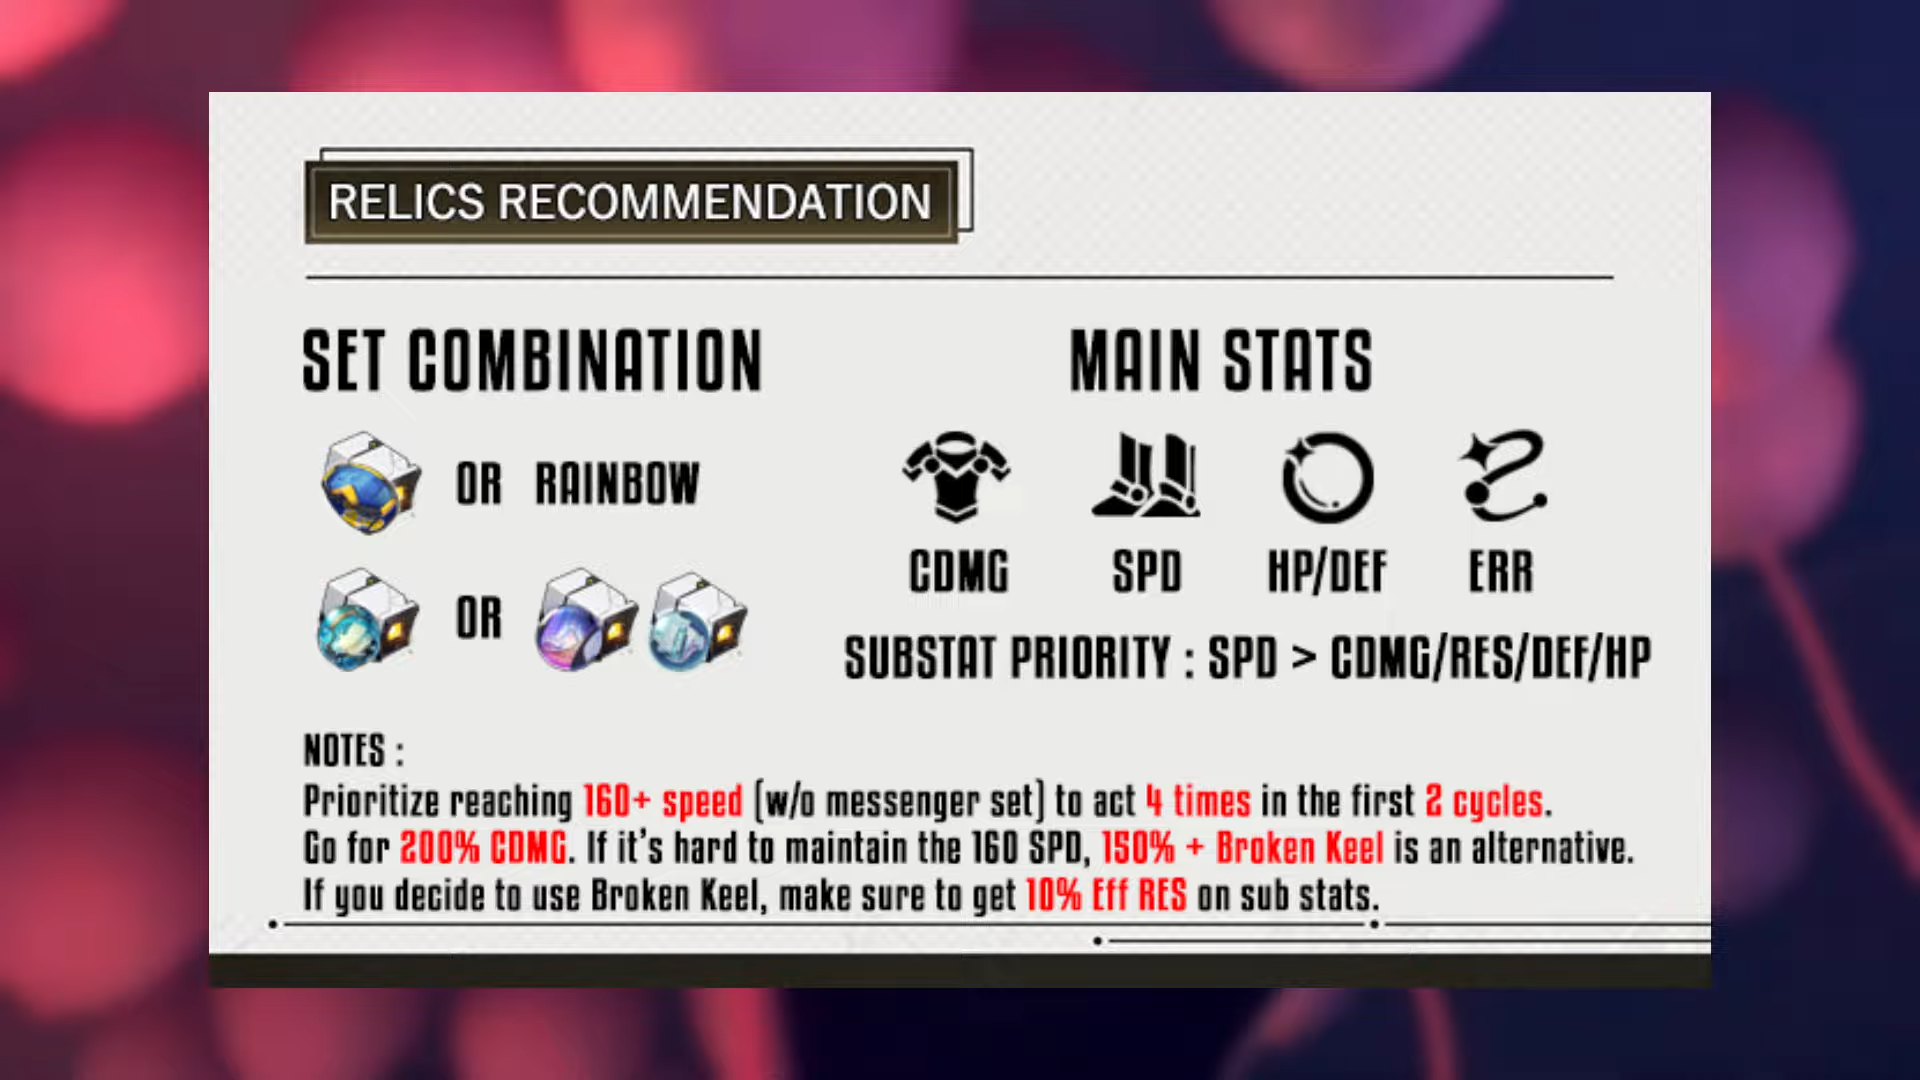 RELICS RECOMMENDATION
SET COMBINATION
OR RAINBOW
OR
MAIN STATS
CDMG SPD HP/DEF ERR
SUBSTAT PRIORITY : SPD > CDMG/RES/DEF/HP
NOTES :
Prioritize reaching 160+ speed (w/o messenger set) to act 4 times in the first 2 cycles.
Go for 200% CDMG. If it's hard to maintain the 160 SPD, 150% + Broken Keel is an alternative.
If you decide to use Broken Keel, make sure to get 10% Eff RES on sub stats.